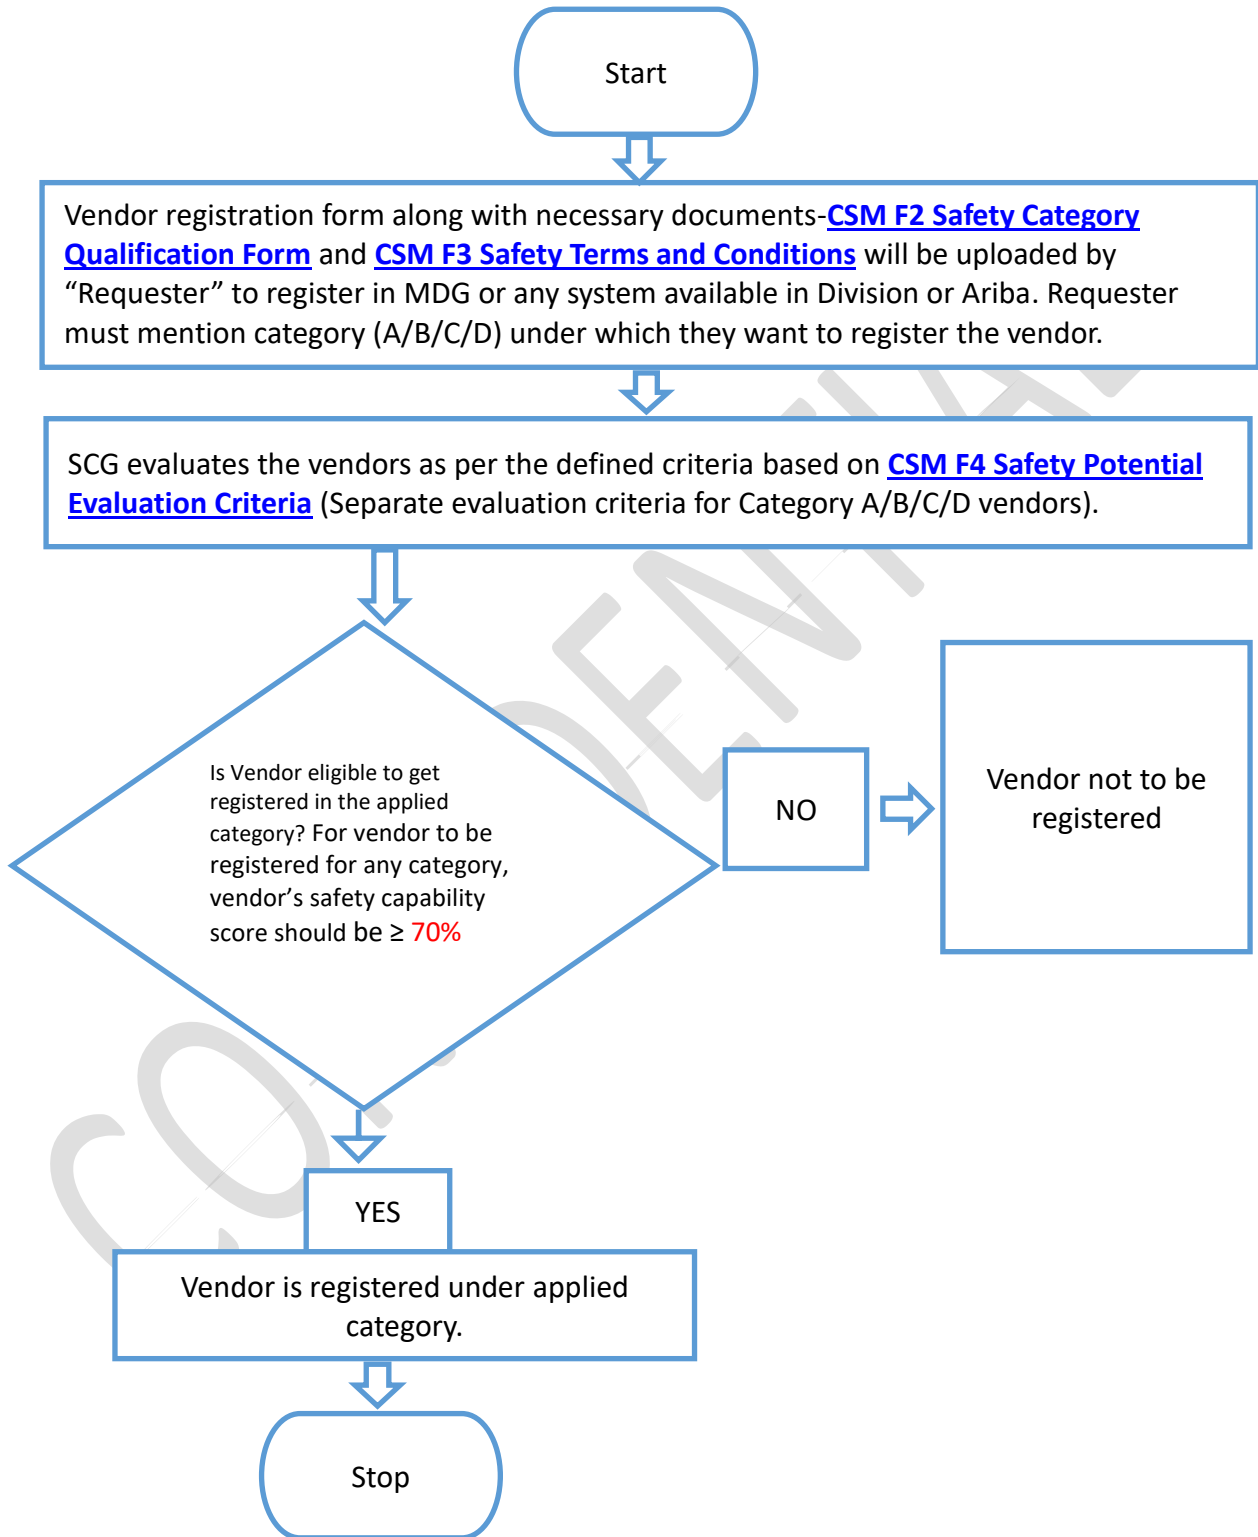 Start
Vendor registration form along with necessary documents-CSM F2 Safety Category
Qualification Form and CSM F3 Safety Terms and Conditions will be uploaded by
“Requester” to register in MDG or any system available in Division or Ariba. Requester
must mention category (A/B/C/D) under which they want to register the vendor.
SCG evaluates the vendors as per the defined criteria based on CSM F4 Safety Potential
Evaluation Criteria (Separate evaluation criteria for Category A/B/C/D vendors).
Is Vendor eligible to get
registered in the applied
category? For vendor to be
registered for any category,
vendor’s safety capability
score should be ≥ 70%
NO
Vendor not to be
registered
YES
Vendor is registered under applied
category.
Stop
CONFIDENTIAL